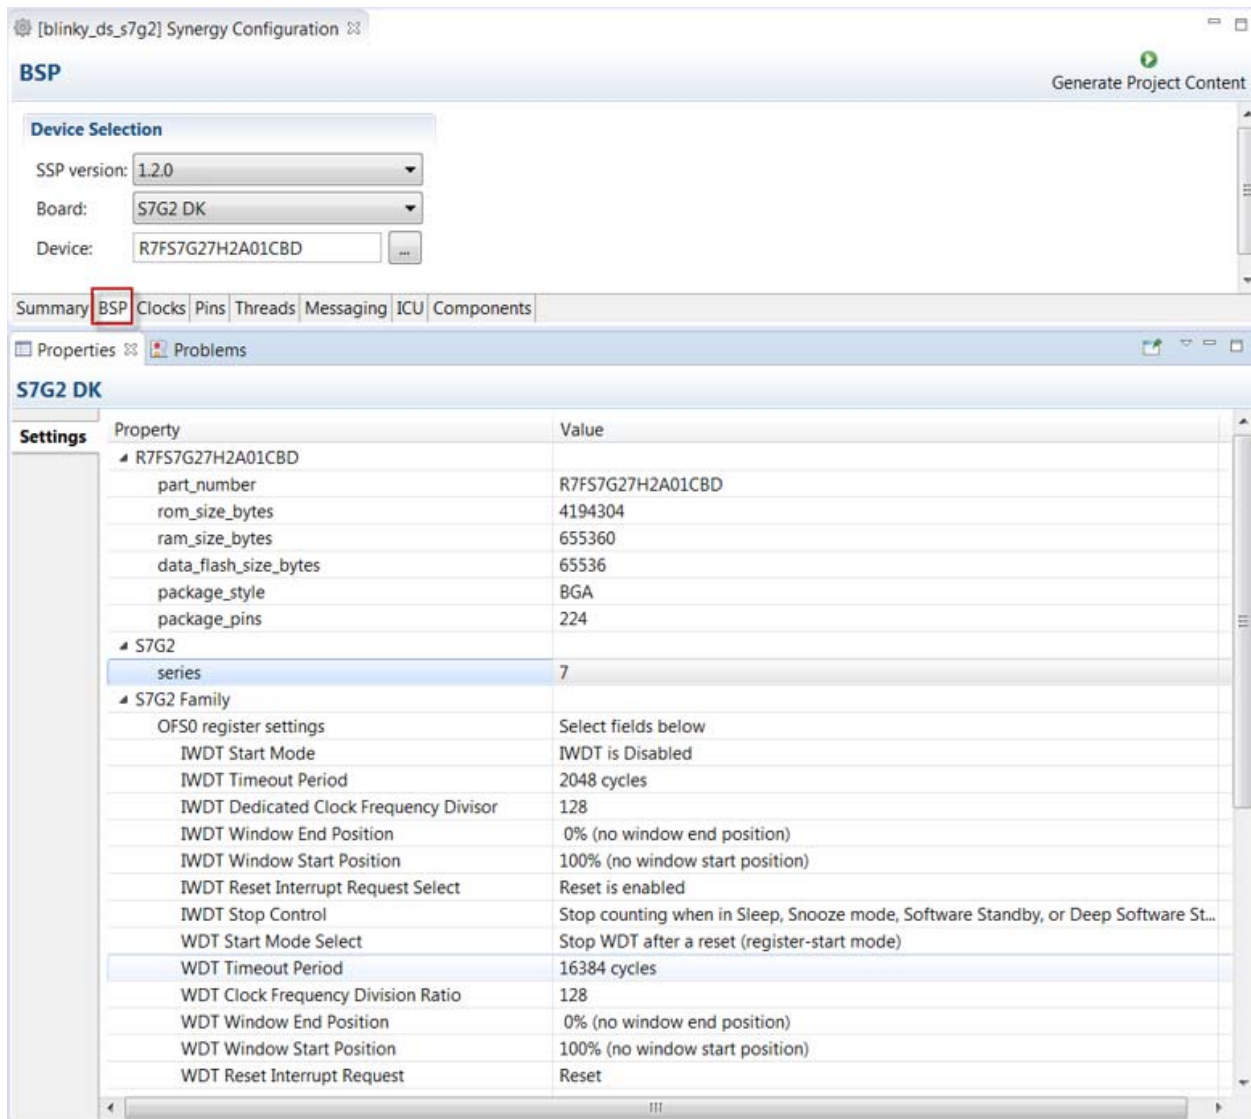 [blinky_ds_s7g2] Synergy Configuration
BSP
Generate Project Content
Device Selection
SSP version: 1.2.0
Board: S7G2 DK
Device: R7FS7G27H2A01CBD ...
Summary BSP Clocks Pins Threads Messaging ICU Components
Properties Problems
S7G2 DK
Settings Property Value
R7FS7G27H2A01CBD
part_number R7FS7G27H2A01CBD
rom_size_bytes 4194304
ram_size_bytes 655360
data_flash_size_bytes 65536
package_style BGA
package_pins 224
S7G2
series 7
S7G2 Family
OFS0 register settings Select fields below
IWDT Start Mode IWDT is Disabled
IWDT Timeout Period 2048 cycles
IWDT Dedicated Clock Frequency Divisor 128
IWDT Window End Position 0% (no window end position)
IWDT Window Start Position 100% (no window start position)
IWDT Reset Interrupt Request Select Reset is enabled
IWDT Stop Control Stop counting when in Sleep, Snooze mode, Software Standby, or Deep Software St...
WDT Start Mode Select Stop WDT after a reset (register-start mode)
WDT Timeout Period 16384 cycles
WDT Clock Frequency Division Ratio 128
WDT Window End Position 0% (no window end position)
WDT Window Start Position 100% (no window start position)
WDT Reset Interrupt Request Reset